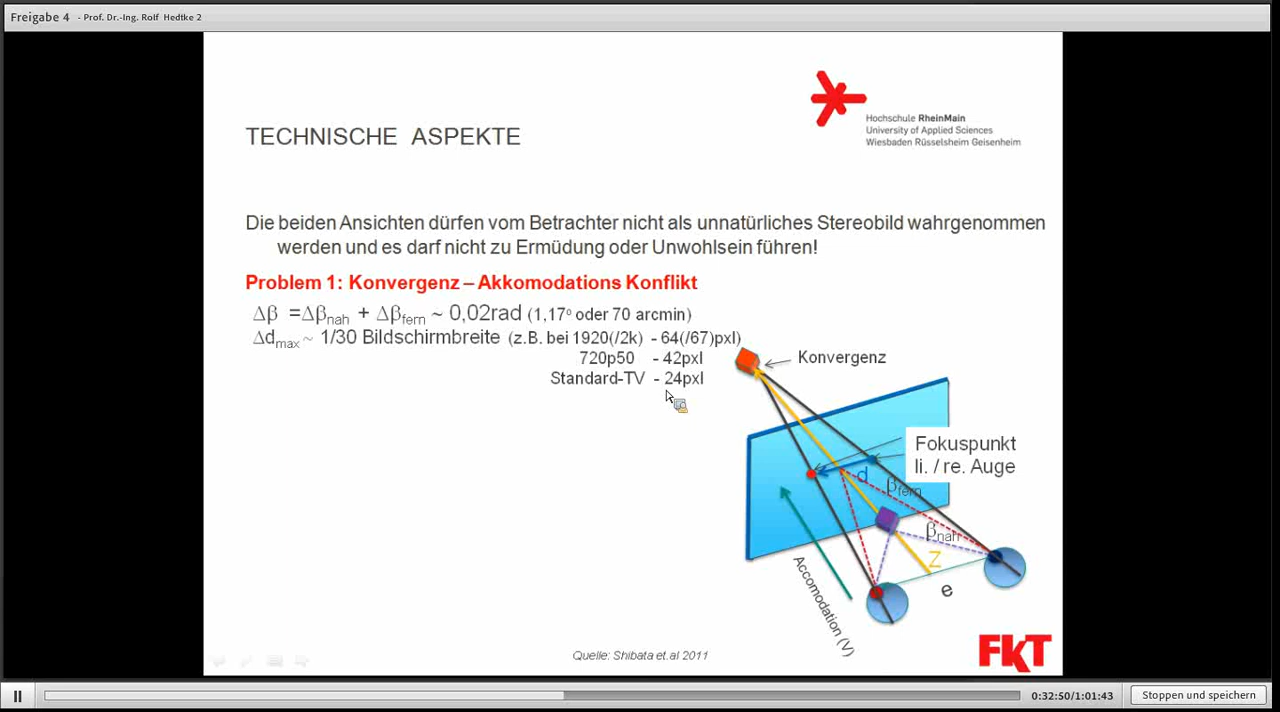 Freigabe 4 - Prof. Dr.-Ing. Rolf Hedtke 2
Hochschule RheinMain
University of Applied Sciences
Wiesbaden Rüsselsheim Geisenheim
TECHNISCHE ASPEKTE
Die beiden Ansichten dürfen vom Betrachter nicht als unnatürliches Stereobild wahrgenommen
werden und es darf nicht zu Ermüdung oder Unwohlsein führen!
Problem 1: Konvergenz – Akkomodations Konflikt
Δβ =Δβnah + Δβfern ~ 0,02rad (1,17° oder 70 arcmin)
Δdmax ~ 1/30 Bildschirmbreite (z.B. bei 1920(/2k) - 64(/67)pxl)
720p50 - 42pxl
Standard-TV - 24pxl
Konvergenz
Fokuspunkt
li. / re. Auge
d
βfern
βnah
Z
e
Accomodation (V)
Quelle: Shibata et.al 2011
FKT
0:32:50/1:01:43
Stoppen und speichern